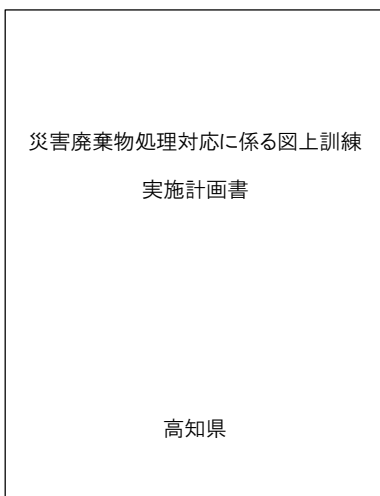 災害廃棄物処理対応に係る図上訓練
実施計画書
高知県